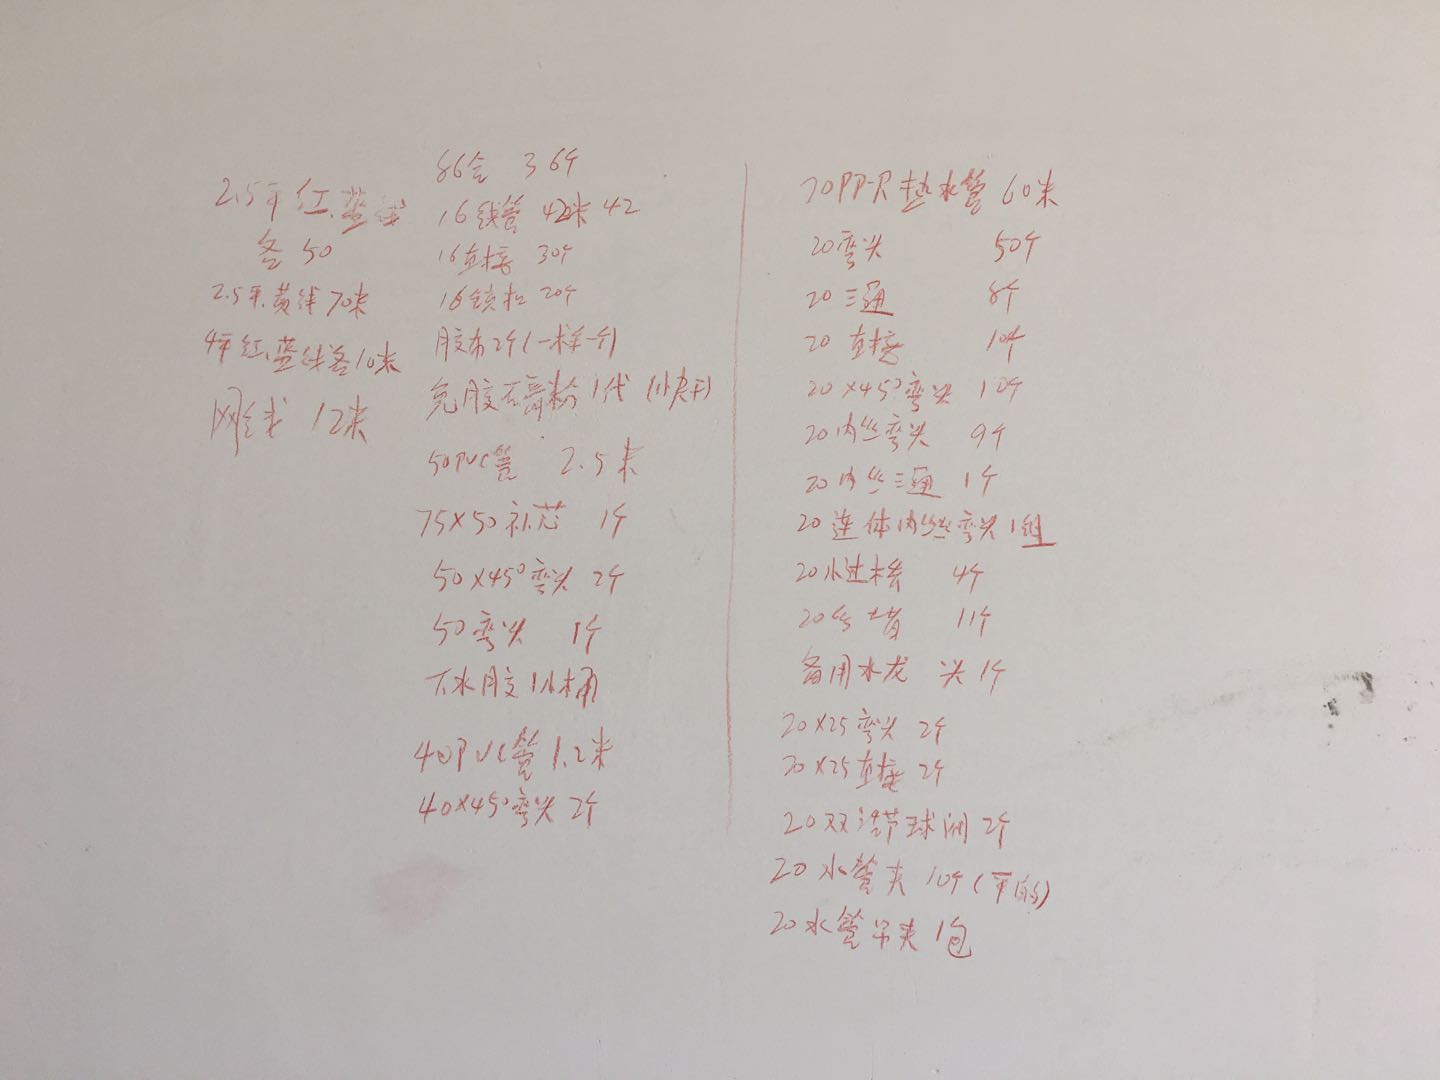 2.5平红.蓝线
各50
2.5平.黄线70米
4平红.蓝线各10米
网线 12米
86合 36个
16线管 42米 42
16直接 30个
16锁扣 20个
胶布2个(一样一个)
免胶石膏粉1代(快干)
50PVC管 2.5米
75×50补芯 1个
50×45°弯头 2个
50弯头 1个
下水胶1小桶
40PVC管1.2米
40×45°弯头 2个
20PP-R热水管 60米
20弯头 50个
20三通 8个
20直接 10个
20×45°弯头 10个
20内丝弯头 9个
20内丝三通 1个
20连体内丝弯头1组
20小过桥 4个
20丝堵 11个
备用水龙头1个
20×25弯头 2个
20×25直接 2个
20双活节球阀 2个
20水管夹 10个(平的)
20水管吊夹 1包